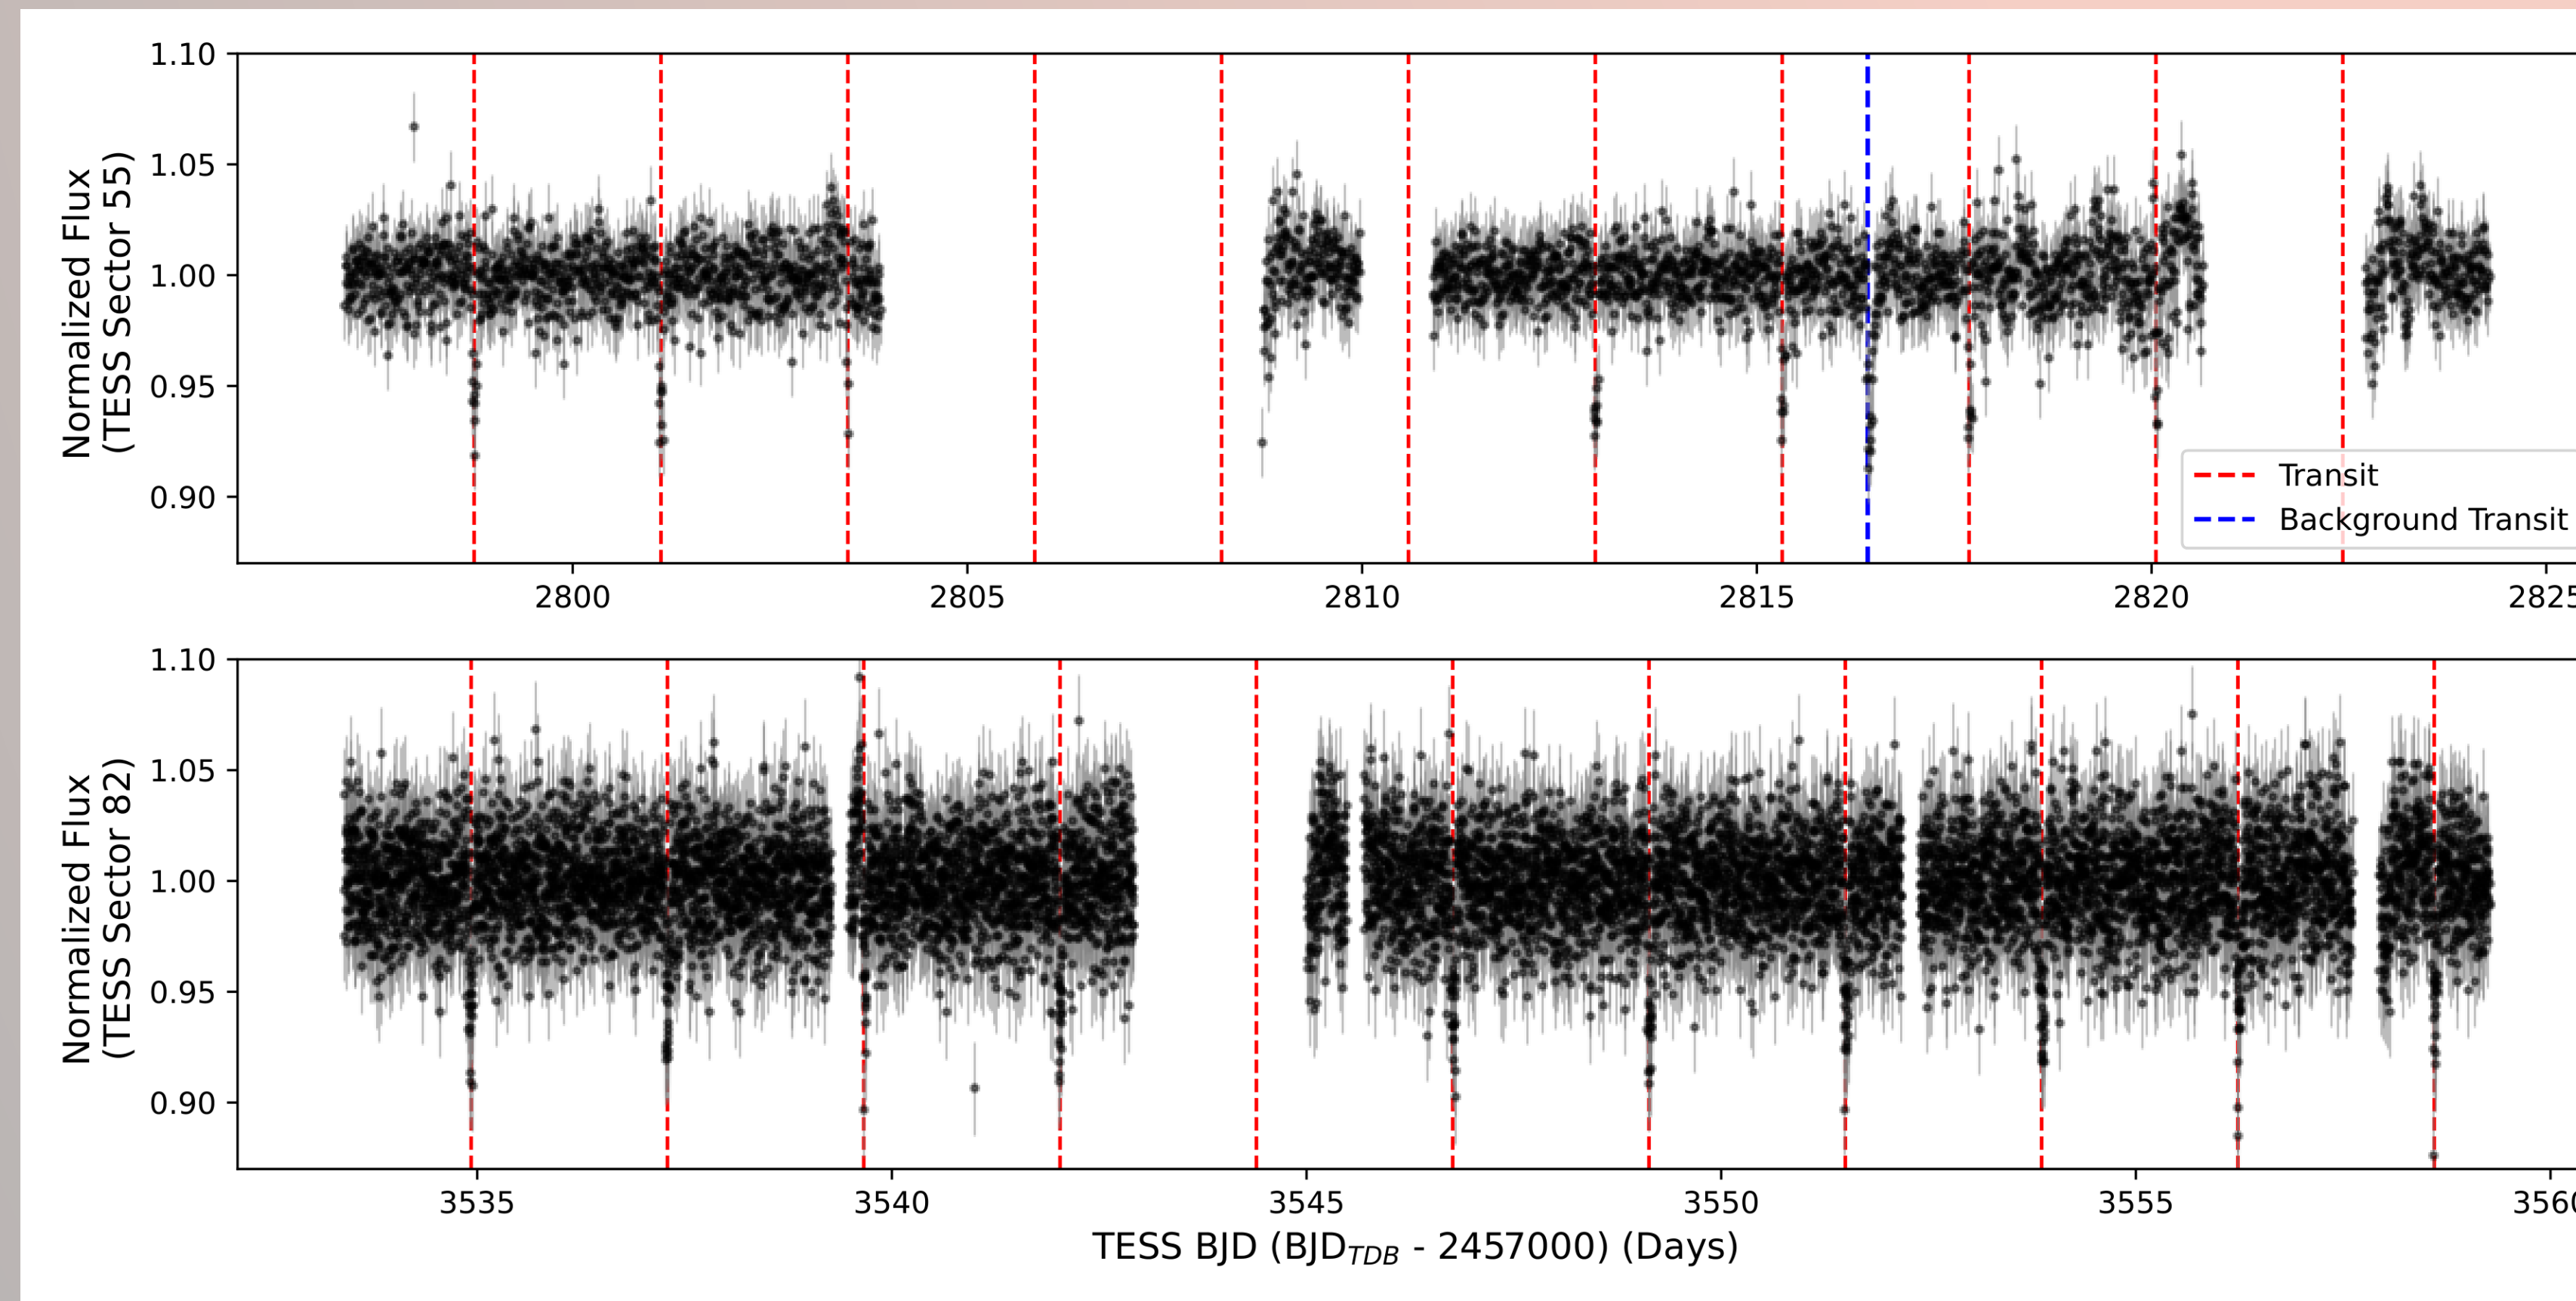 1.10
1.05
1.00
0.95
0.90
Normalized Flux
(TESS Sector 55)
Transit
Background Transit
2800 2805 2810 2815 2820 2825
1.10
1.05
1.00
0.95
0.90
Normalized Flux
(TESS Sector 82)
3535 3540 3545 3550 3555
TESS BJD (BJD_TDB - 2457000) (Days)